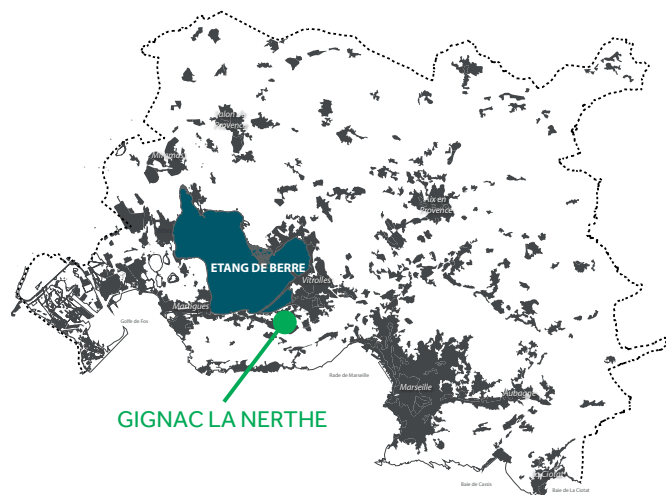 Salon de
Provence
Miramas
Aix en
Provence
ETANG DE BERRE
Vitrolles
Martigues
Golfe de Fos
Rade de Marseille
Marseille
Aubagne
GIGNAC LA NERTHE
La Ciotat
Baie de Cassis
Baie de La Ciotat